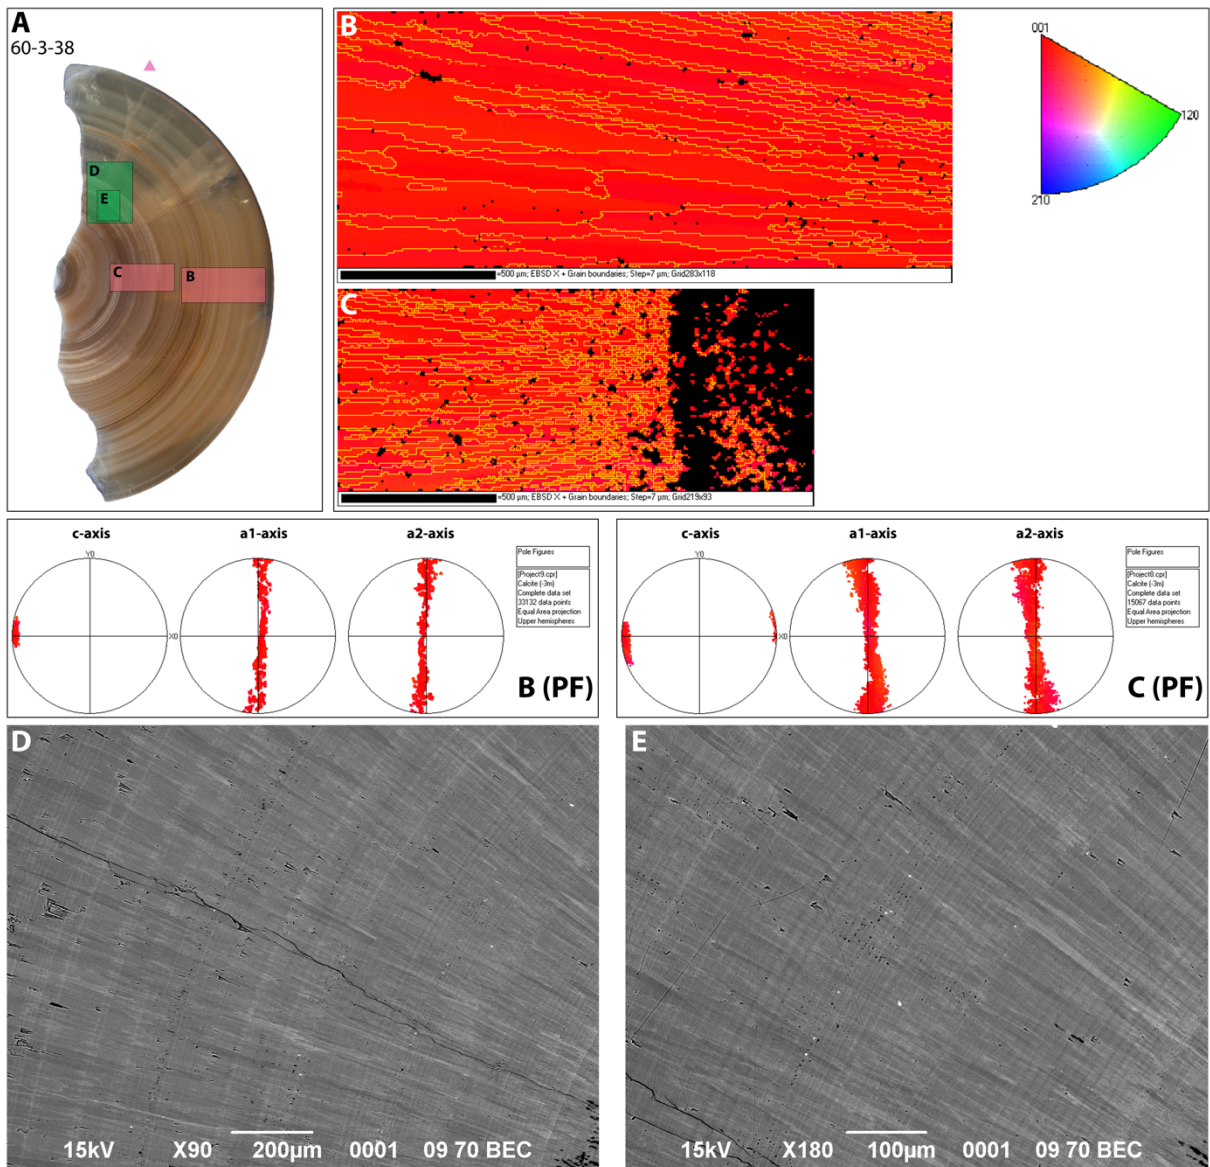 A
60-3-38
D
E
C
B
B
=500 µm; EBSD X + Grain boundaries; Step=7 µm; Grid283x118
001
120
210
C
=500 µm; EBSD X + Grain boundaries; Step=7 µm; Grid219x93
c-axis
a1-axis
a2-axis
Y0
X0
Pole Figures
[Project9.cpr]
Calcite (-3m)
Complete data set
33132 data points
Equal Area projection
Upper hemispheres
B (PF)
c-axis
a1-axis
a2-axis
Y0
X0
Pole Figures
[Project8.cpr]
Calcite (-3m)
Complete data set
15067 data points
Equal Area projection
Upper hemispheres
C (PF)
D
15kV X90 200µm 0001 09 70 BEC
E
15kV X180 100µm 0001 09 70 BEC